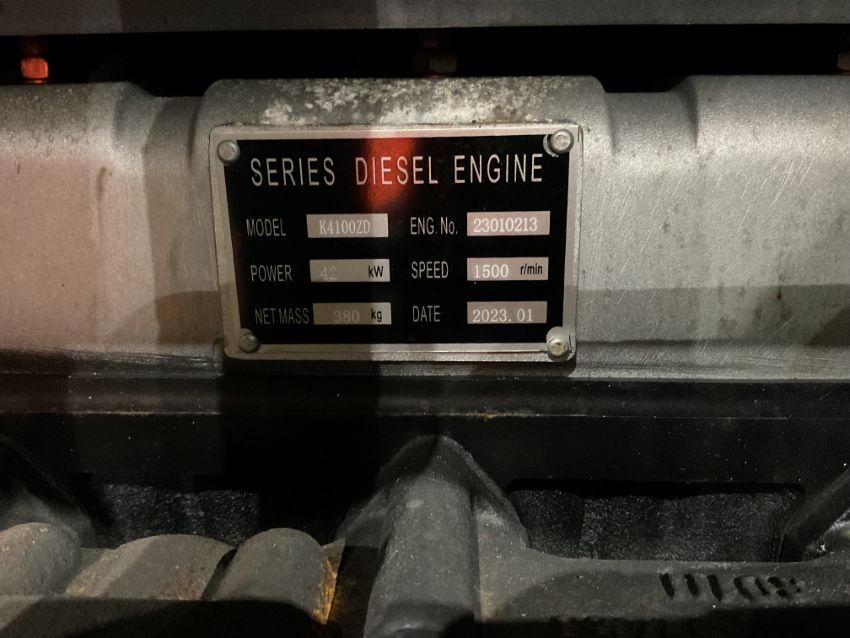 SERIES DIESEL ENGINE
MODEL K4100ZD ENG. No. 23010213
POWER 42 kW SPEED 1500 r/min
NET MASS 380 kg DATE 2023.01